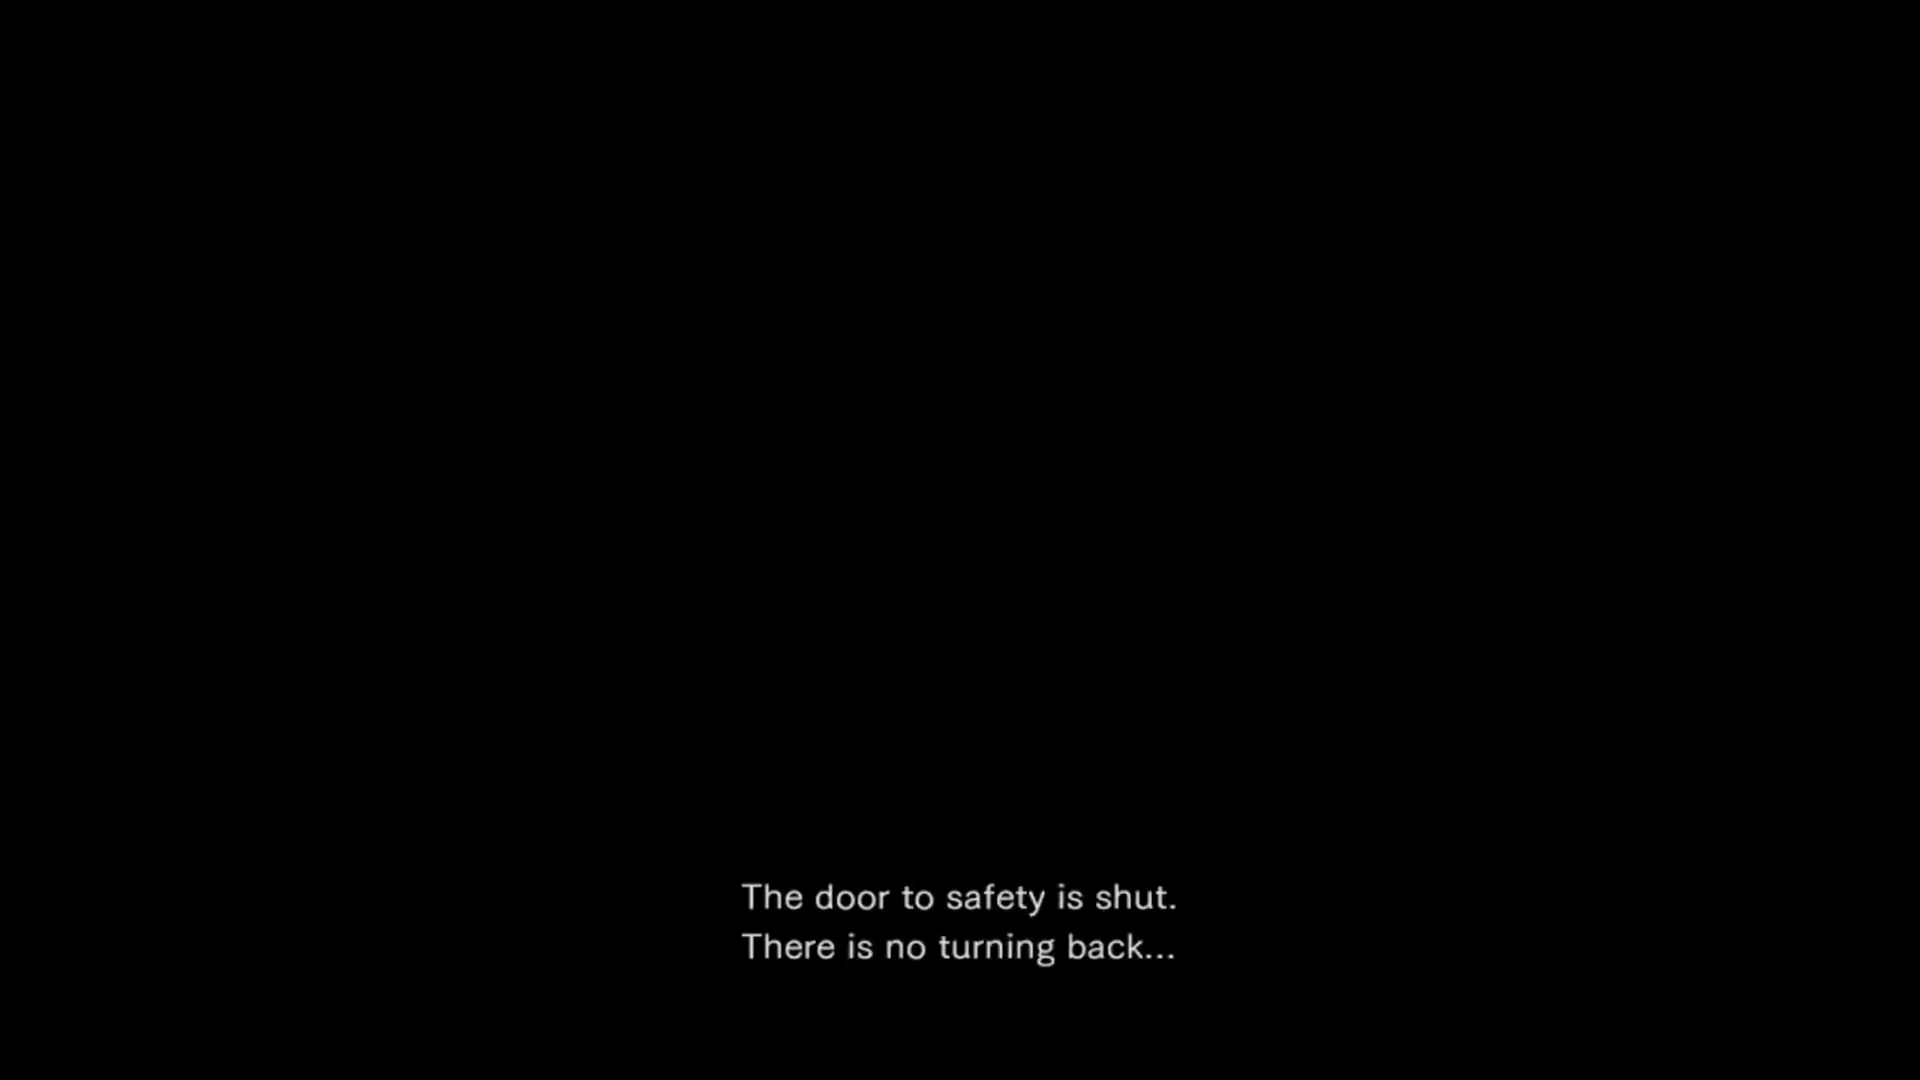 The door to safety is shut.
There is no turning back...